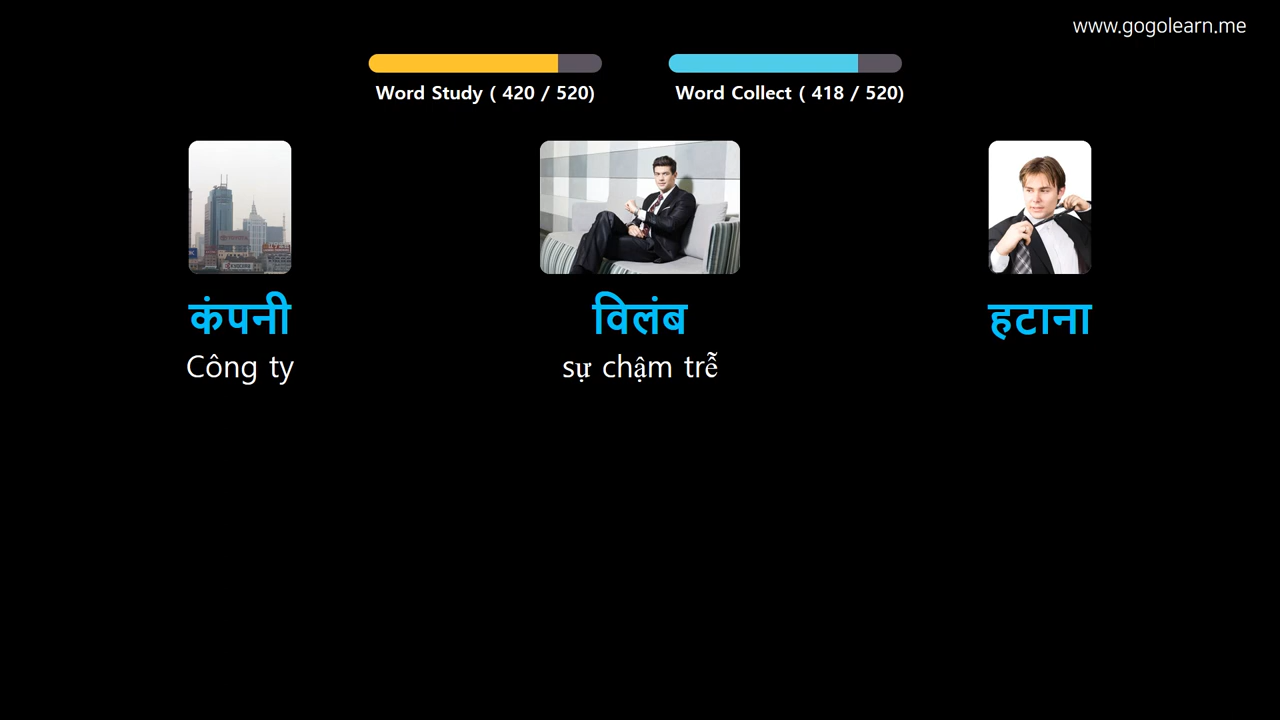 www.gogolearn.me
Word Study ( 420 / 520)
Word Collect ( 418 / 520)
कंपनी
विलंब
हटाना
Công ty
sự chậm trễ